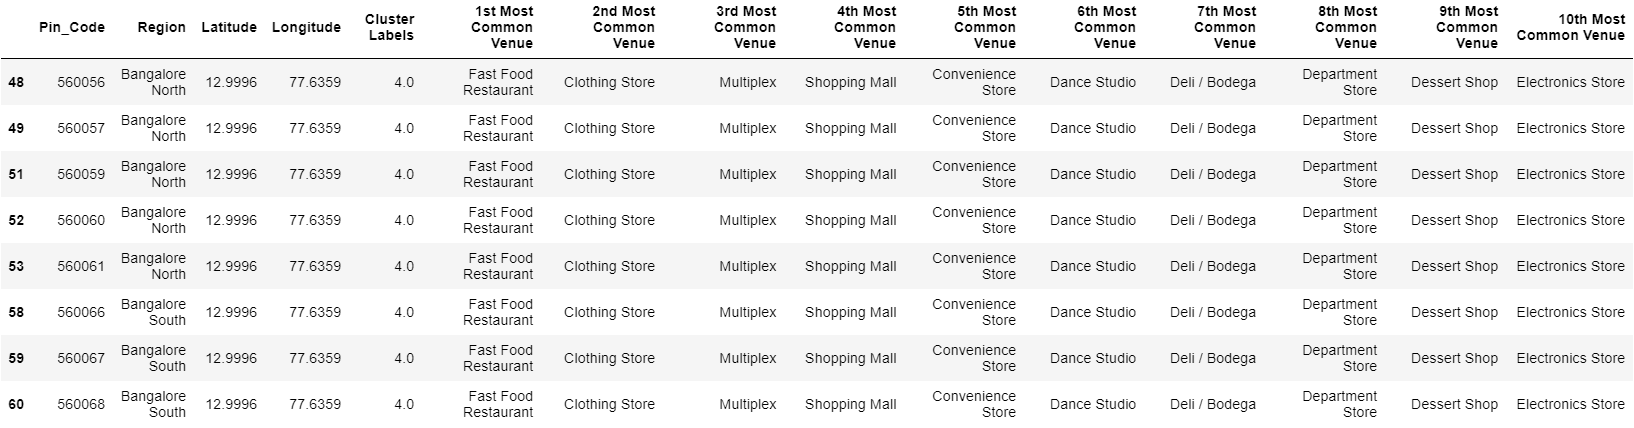 Pin_Code Region Latitude Longitude Cluster Labels 1st Most Common Venue 2nd Most Common Venue 3rd Most Common Venue 4th Most Common Venue 5th Most Common Venue 6th Most Common Venue 7th Most Common Venue 8th Most Common Venue 9th Most Common Venue 10th Most Common Venue
48 560056 Bangalore North 12.9996 77.6359 4.0 Fast Food Restaurant Clothing Store Multiplex Shopping Mall Convenience Store Dance Studio Deli / Bodega Department Store Dessert Shop Electronics Store
49 560057 Bangalore North 12.9996 77.6359 4.0 Fast Food Restaurant Clothing Store Multiplex Shopping Mall Convenience Store Dance Studio Deli / Bodega Department Store Dessert Shop Electronics Store
51 560059 Bangalore North 12.9996 77.6359 4.0 Fast Food Restaurant Clothing Store Multiplex Shopping Mall Convenience Store Dance Studio Deli / Bodega Department Store Dessert Shop Electronics Store
52 560060 Bangalore North 12.9996 77.6359 4.0 Fast Food Restaurant Clothing Store Multiplex Shopping Mall Convenience Store Dance Studio Deli / Bodega Department Store Dessert Shop Electronics Store
53 560061 Bangalore North 12.9996 77.6359 4.0 Fast Food Restaurant Clothing Store Multiplex Shopping Mall Convenience Store Dance Studio Deli / Bodega Department Store Dessert Shop Electronics Store
58 560066 Bangalore South 12.9996 77.6359 4.0 Fast Food Restaurant Clothing Store Multiplex Shopping Mall Convenience Store Dance Studio Deli / Bodega Department Store Dessert Shop Electronics Store
59 560067 Bangalore South 12.9996 77.6359 4.0 Fast Food Restaurant Clothing Store Multiplex Shopping Mall Convenience Store Dance Studio Deli / Bodega Department Store Dessert Shop Electronics Store
60 560068 Bangalore South 12.9996 77.6359 4.0 Fast Food Restaurant Clothing Store Multiplex Shopping Mall Convenience Store Dance Studio Deli / Bodega Department Store Dessert Shop Electronics Store